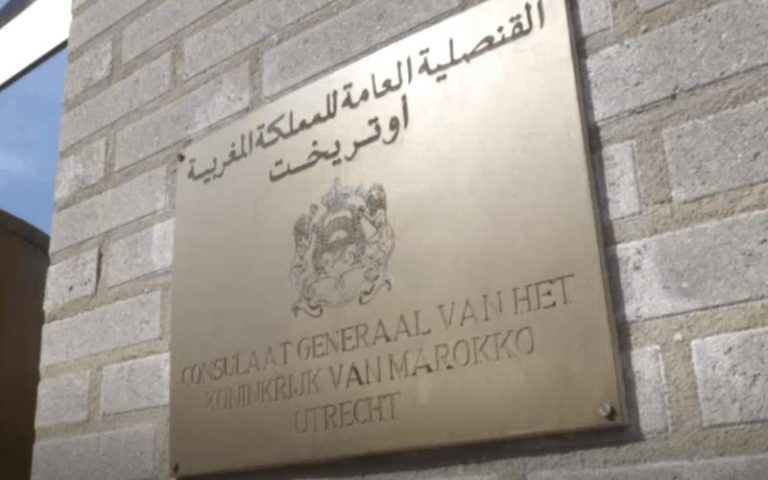 القنصلية العامة للمملكة المغربية
أوتريخت
CONSULAAT GENERAAL VAN HET
KONINKRIJK VAN MAROKKO
UTRECHT